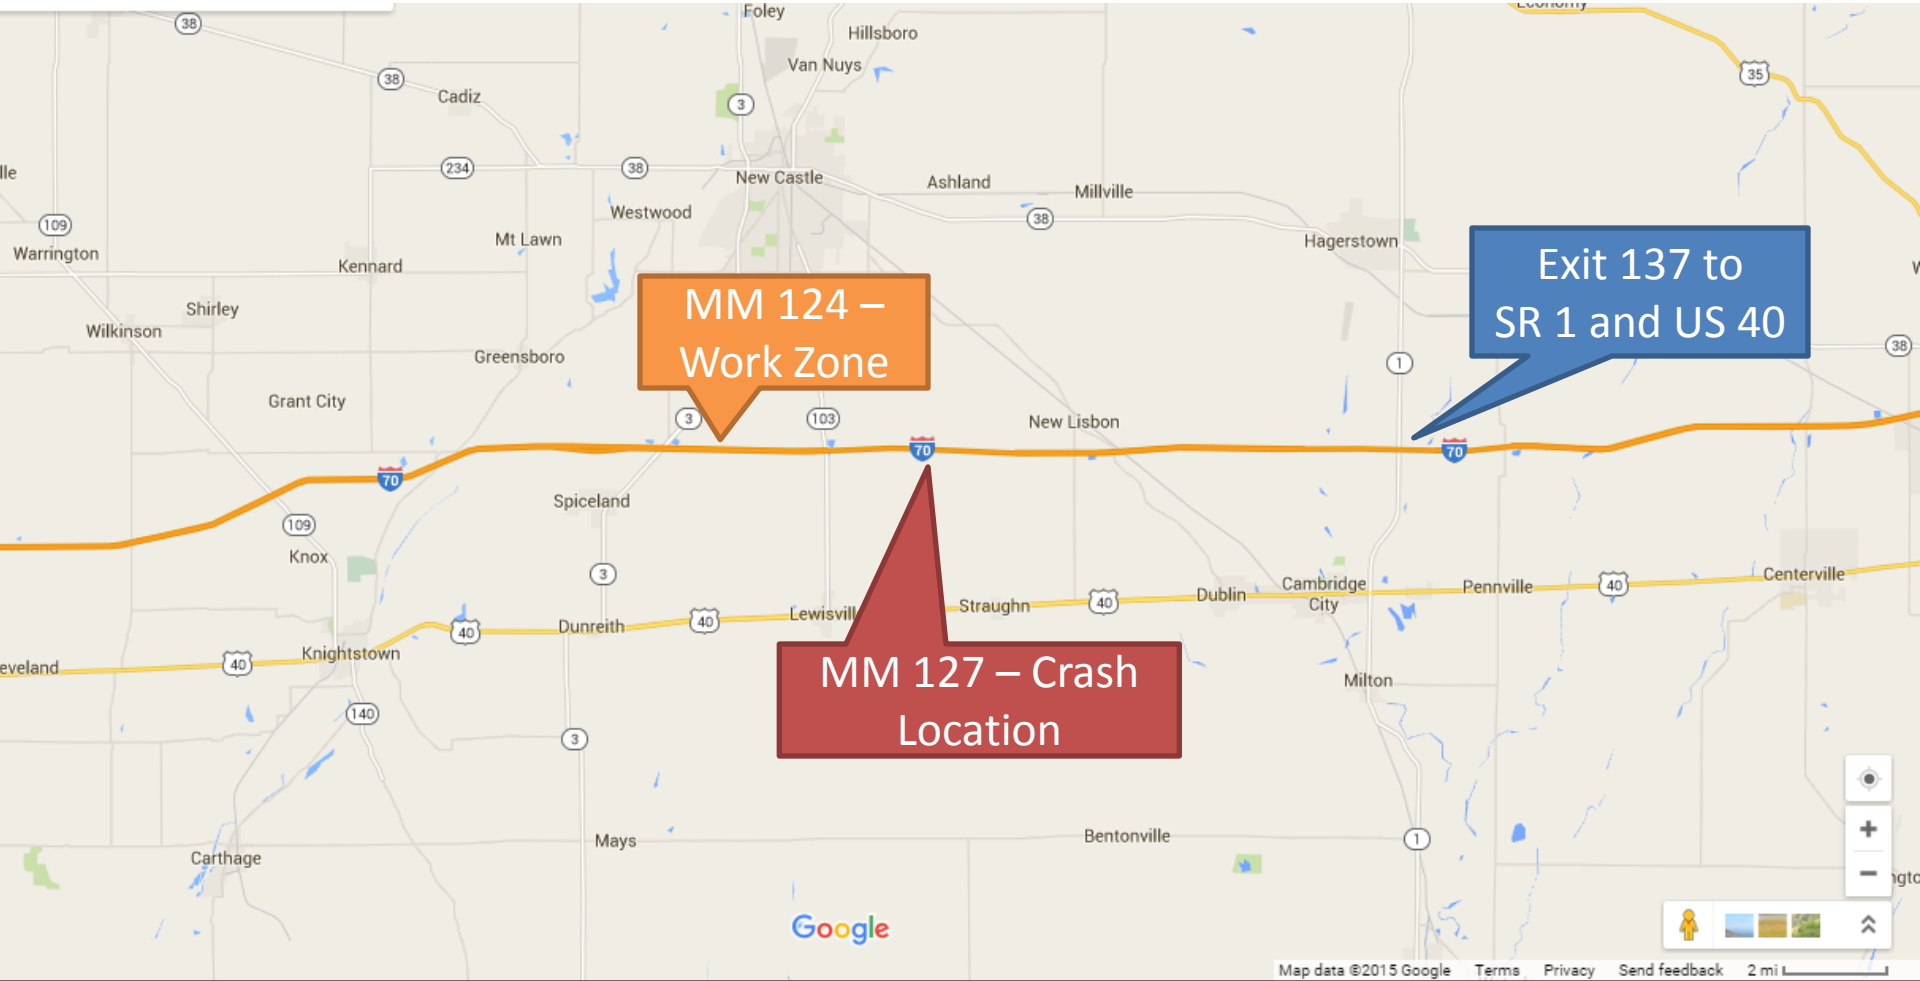 Foley
Economy
38
Hillsboro
Van Nuys
35
38
Cadiz
3
lle
234
38
New Castle
Ashland
Millville
109
Westwood
38
Warrington
Mt Lawn
Hagerstown
Exit 137 to
SR 1 and US 40
Kennard
MM 124 –
Work Zone
Shirley
Wilkinson
Greensboro
38
1
Grant City
3
103
New Lisbon
70
70
70
Spiceland
109
Knox
3
Cambridge
City
Pennville
40
Centerville
Dublin
40
Straughn
Lewisvill
40
Dunreith
40
Knightstown
40
eveland
MM 127 – Crash
Location
Milton
140
3
Mays
Bentonville
1
Carthage
ngto
Google
Map data ©2015 Google Terms Privacy Send feedback 2 mi